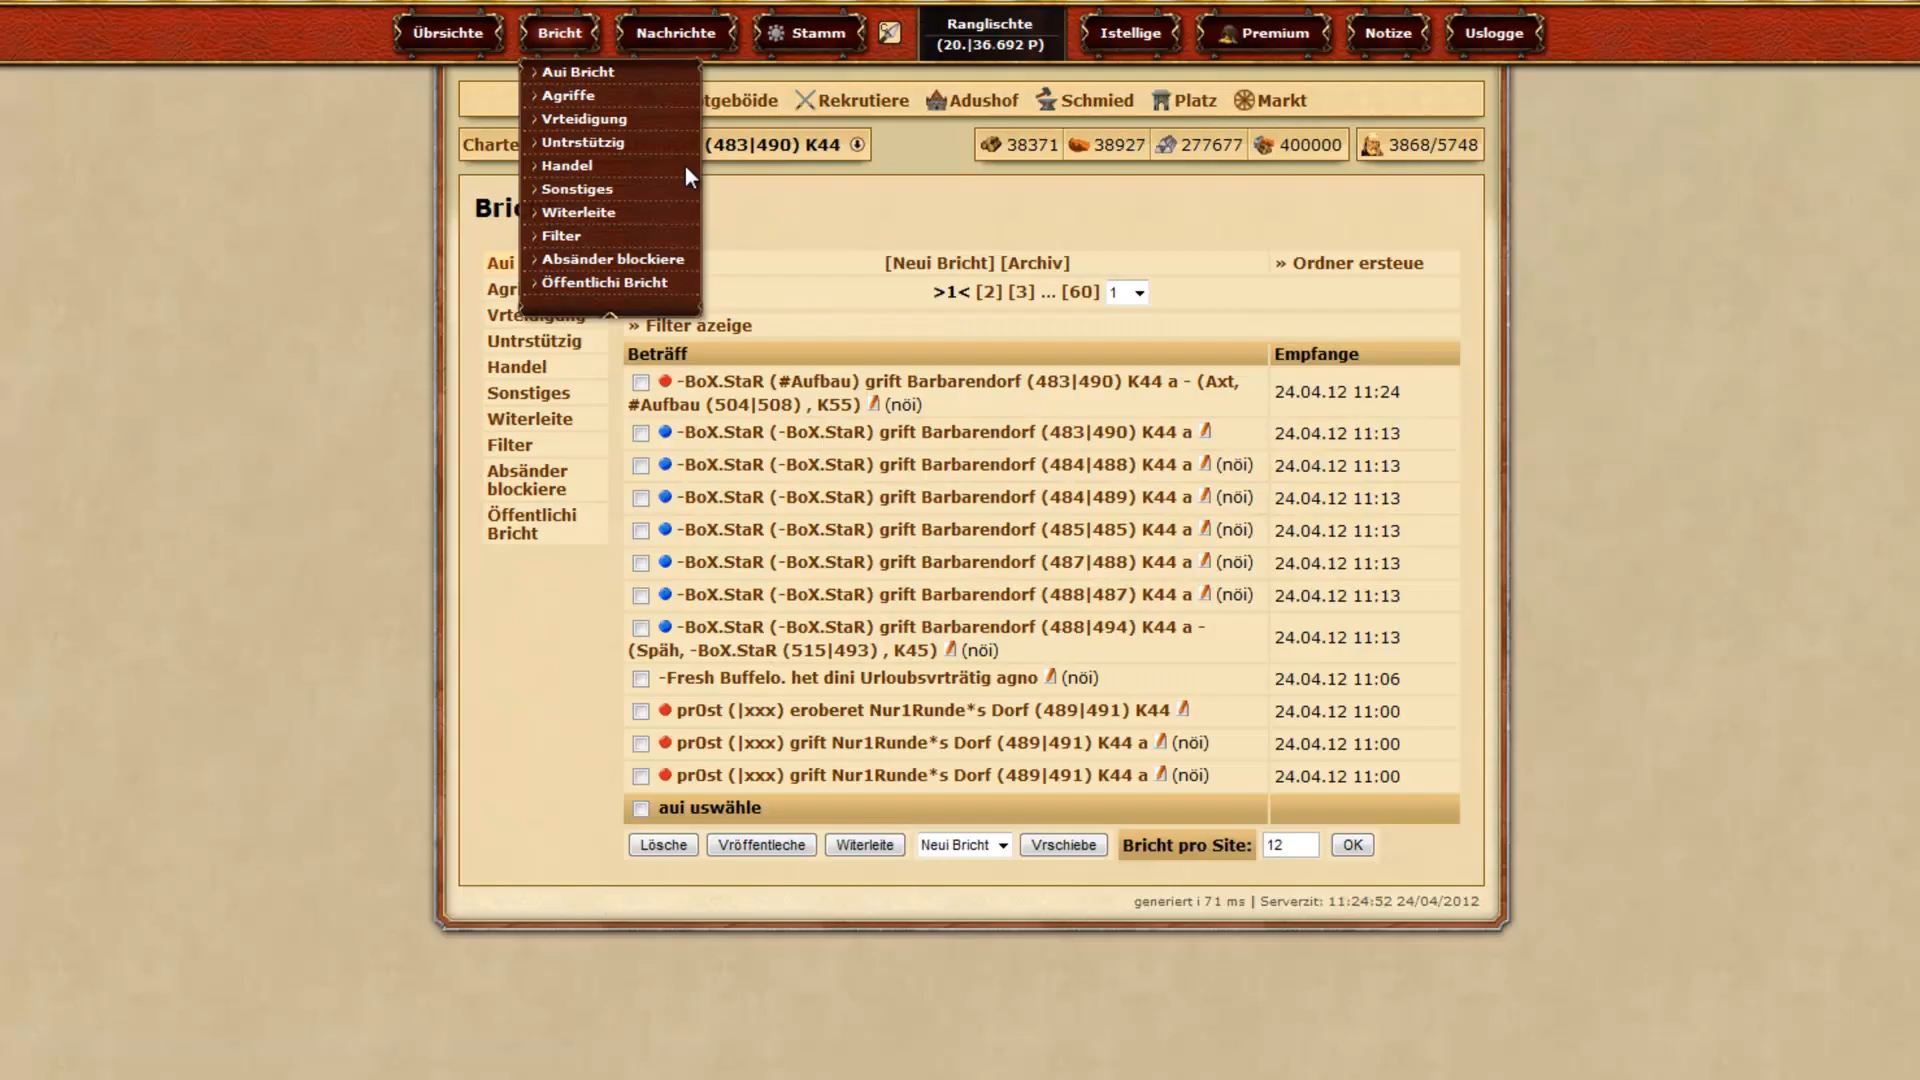 Übrsichte Bricht Nachrichte Stamm Ranglischte (20.|36.692 P) Istellige Premium Notize Uslogge
Aui Bricht
Agriffe
Vrteidigung
Untrstützig
Handel
Sonstiges
Witerleite
Filter
Absänder blockiere
Öffentlichi Bricht
tgeböide Rekrutiere Adushof Schmied Platz Markt
Charte (483|490) K44 38371 38927 277677 400000 3868/5748
Bri
Aui
Agr
Vrteidigung
Untrstützig
Handel
Sonstiges
Witerleite
Filter
Absänder
blockiere
Öffentlichi
Bricht
[Neui Bricht] [Archiv] » Ordner ersteue
>1< [2] [3] ... [60] 1
» Filter azeige
Beträff Empfange
-BoX.StaR (#Aufbau) grift Barbarendorf (483|490) K44 a - (Axt,
#Aufbau (504|508) , K55) (nöi) 24.04.12 11:24
-BoX.StaR (-BoX.StaR) grift Barbarendorf (483|490) K44 a 24.04.12 11:13
-BoX.StaR (-BoX.StaR) grift Barbarendorf (484|488) K44 a (nöi) 24.04.12 11:13
-BoX.StaR (-BoX.StaR) grift Barbarendorf (484|489) K44 a (nöi) 24.04.12 11:13
-BoX.StaR (-BoX.StaR) grift Barbarendorf (485|485) K44 a (nöi) 24.04.12 11:13
-BoX.StaR (-BoX.StaR) grift Barbarendorf (487|488) K44 a (nöi) 24.04.12 11:13
-BoX.StaR (-BoX.StaR) grift Barbarendorf (488|487) K44 a (nöi) 24.04.12 11:13
-BoX.StaR (-BoX.StaR) grift Barbarendorf (488|494) K44 a -
(Späh, -BoX.StaR (515|493) , K45) (nöi) 24.04.12 11:13
-Fresh Buffelo. het dini Urloubsvrträtig agno (nöi) 24.04.12 11:06
pr0st (|xxx) eroberet Nur1Runde*s Dorf (489|491) K44 24.04.12 11:00
pr0st (|xxx) grift Nur1Runde*s Dorf (489|491) K44 a (nöi) 24.04.12 11:00
pr0st (|xxx) grift Nur1Runde*s Dorf (489|491) K44 a (nöi) 24.04.12 11:00
aui uswähle
Lösche Vröffentleche Witerleite Neui Bricht Vrschiebe Bricht pro Site: 12 OK
generiert i 71 ms | Serverzit: 11:24:52 24/04/2012